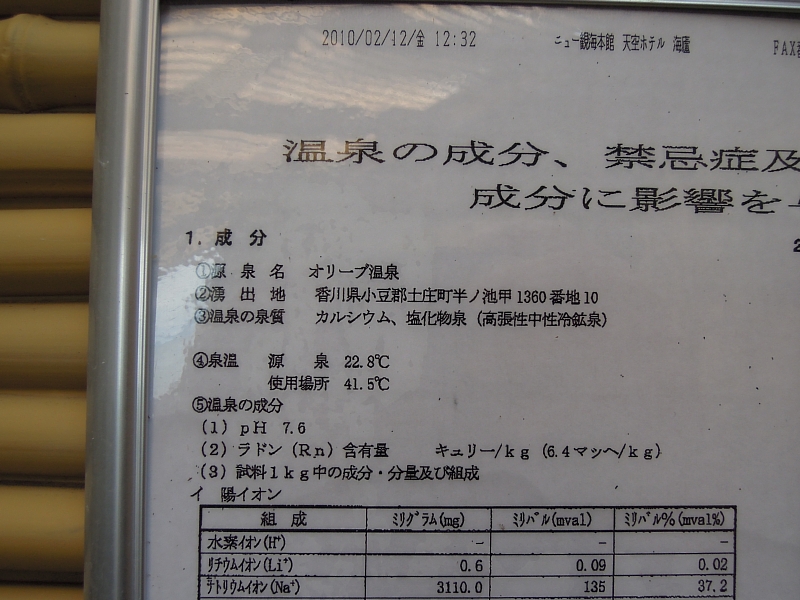 2010/02/12/金 12:32 ニュー観海本館 天空ホテル 海廬 FAX
温泉の成分、禁忌症及
成分に影響を
1. 成 分
①源 泉 名 オリーブ温泉
②湧 出 地 香川県小豆郡土庄町半ノ池甲1360番地10
③温泉の泉質 カルシウム、塩化物泉（高張性中性冷鉱泉）
④泉温 源 泉 22.8℃
使用場所 41.5℃
⑤温泉の成分
（1）pH 7.6
（2）ラドン（Rn）含有量 キュリー/kg（6.4マッヘ/kg）
（3）試料1kg中の成分・分量及び組成
イ 陽イオン
組 成 ﾐﾘｸﾞﾗﾑ(mg) ﾐﾘﾊﾞﾙ(mval) ﾐﾘﾊﾞﾙ%(mval%)
水素ｲｵﾝ(H⁺) － － －
ﾘﾁｳﾑｲｵﾝ(Li⁺) 0.6 0.09 0.02
ﾅﾄﾘｳﾑｲｵﾝ(Na⁺) 3110.0 135 37.2